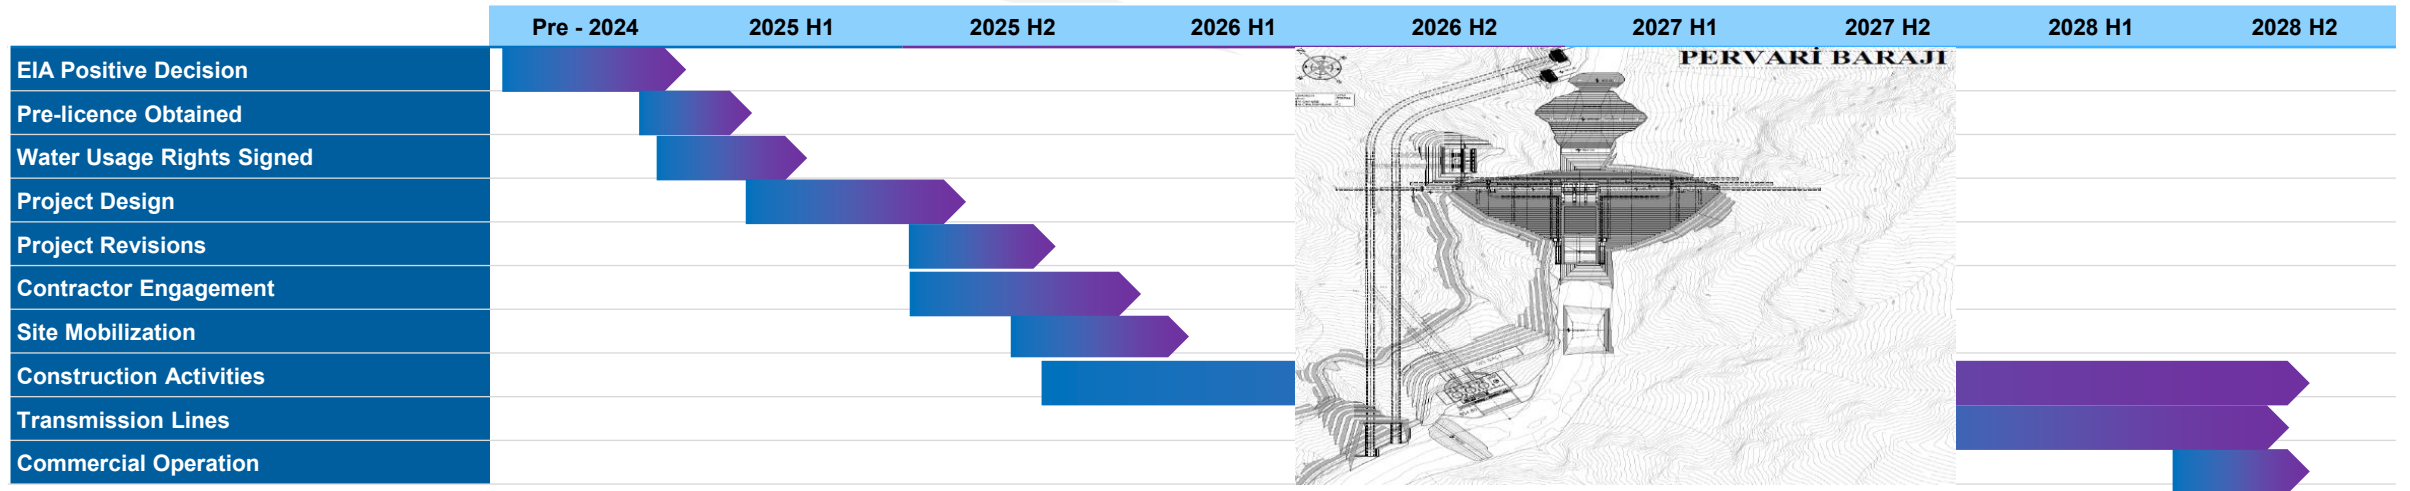 Pre - 2024 2025 H1 2025 H2 2026 H1 2026 H2 2027 H1 2027 H2 2028 H1 2028 H2
PERVARİ BARAJI
EIA Positive Decision
Pre-licence Obtained
Water Usage Rights Signed
Project Design
Project Revisions
Contractor Engagement
Site Mobilization
Construction Activities
Transmission Lines
Commercial Operation